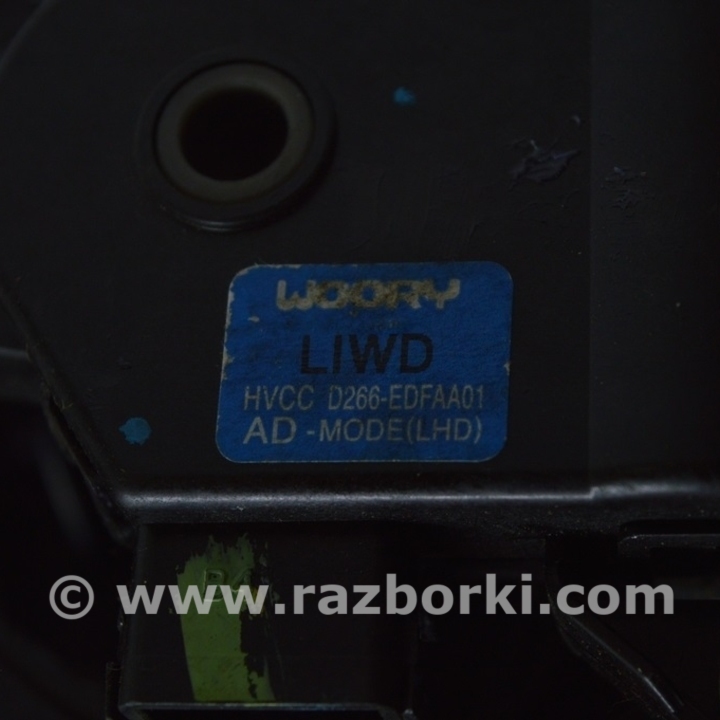 WOORY
LIWD
HVCC D266-EDFAA01
AD -MODE(LHD)
© www.razborki.com